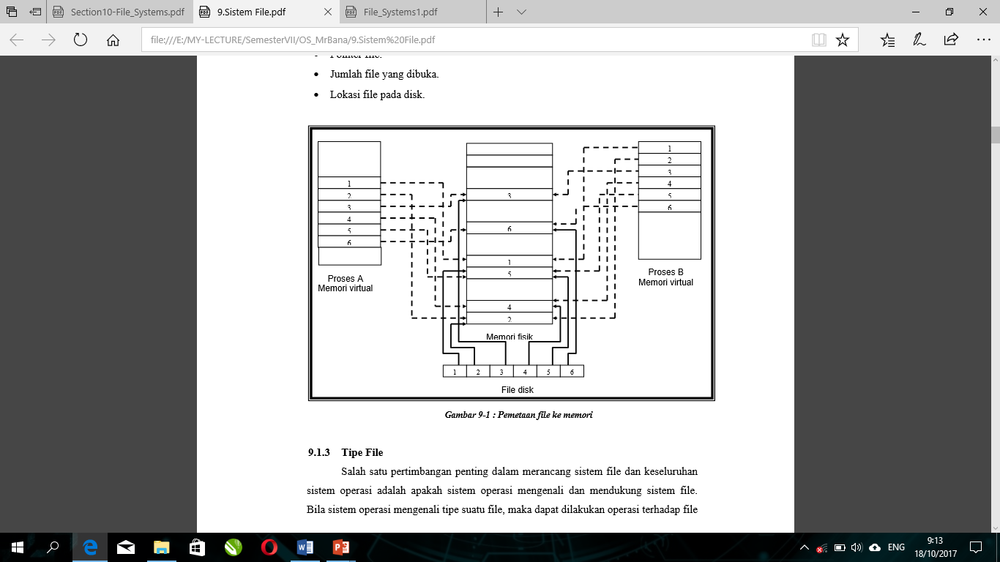 Section10-File_Systems.pdf
9.Sistem File.pdf
File_Systems1.pdf
file:///E:/MY-LECTURE/SemesterVII/OS_MrBana/9.Sistem%20File.pdf
Pointer file.
• Jumlah file yang dibuka.
• Lokasi file pada disk.
1
2
3
4
5
6
Proses A
Memori virtual
3
6
1
5
4
2
Memori fisik
1
2
3
4
5
6
Proses B
Memori virtual
1 2 3 4 5 6
File disk
Gambar 9-1 : Pemetaan file ke memori
9.1.3 Tipe File
Salah satu pertimbangan penting dalam merancang sistem file dan keseluruhan
sistem operasi adalah apakah sistem operasi mengenali dan mendukung sistem file.
Bila sistem operasi mengenali tipe suatu file, maka dapat dilakukan operasi terhadap file
ENG
9:13
18/10/2017